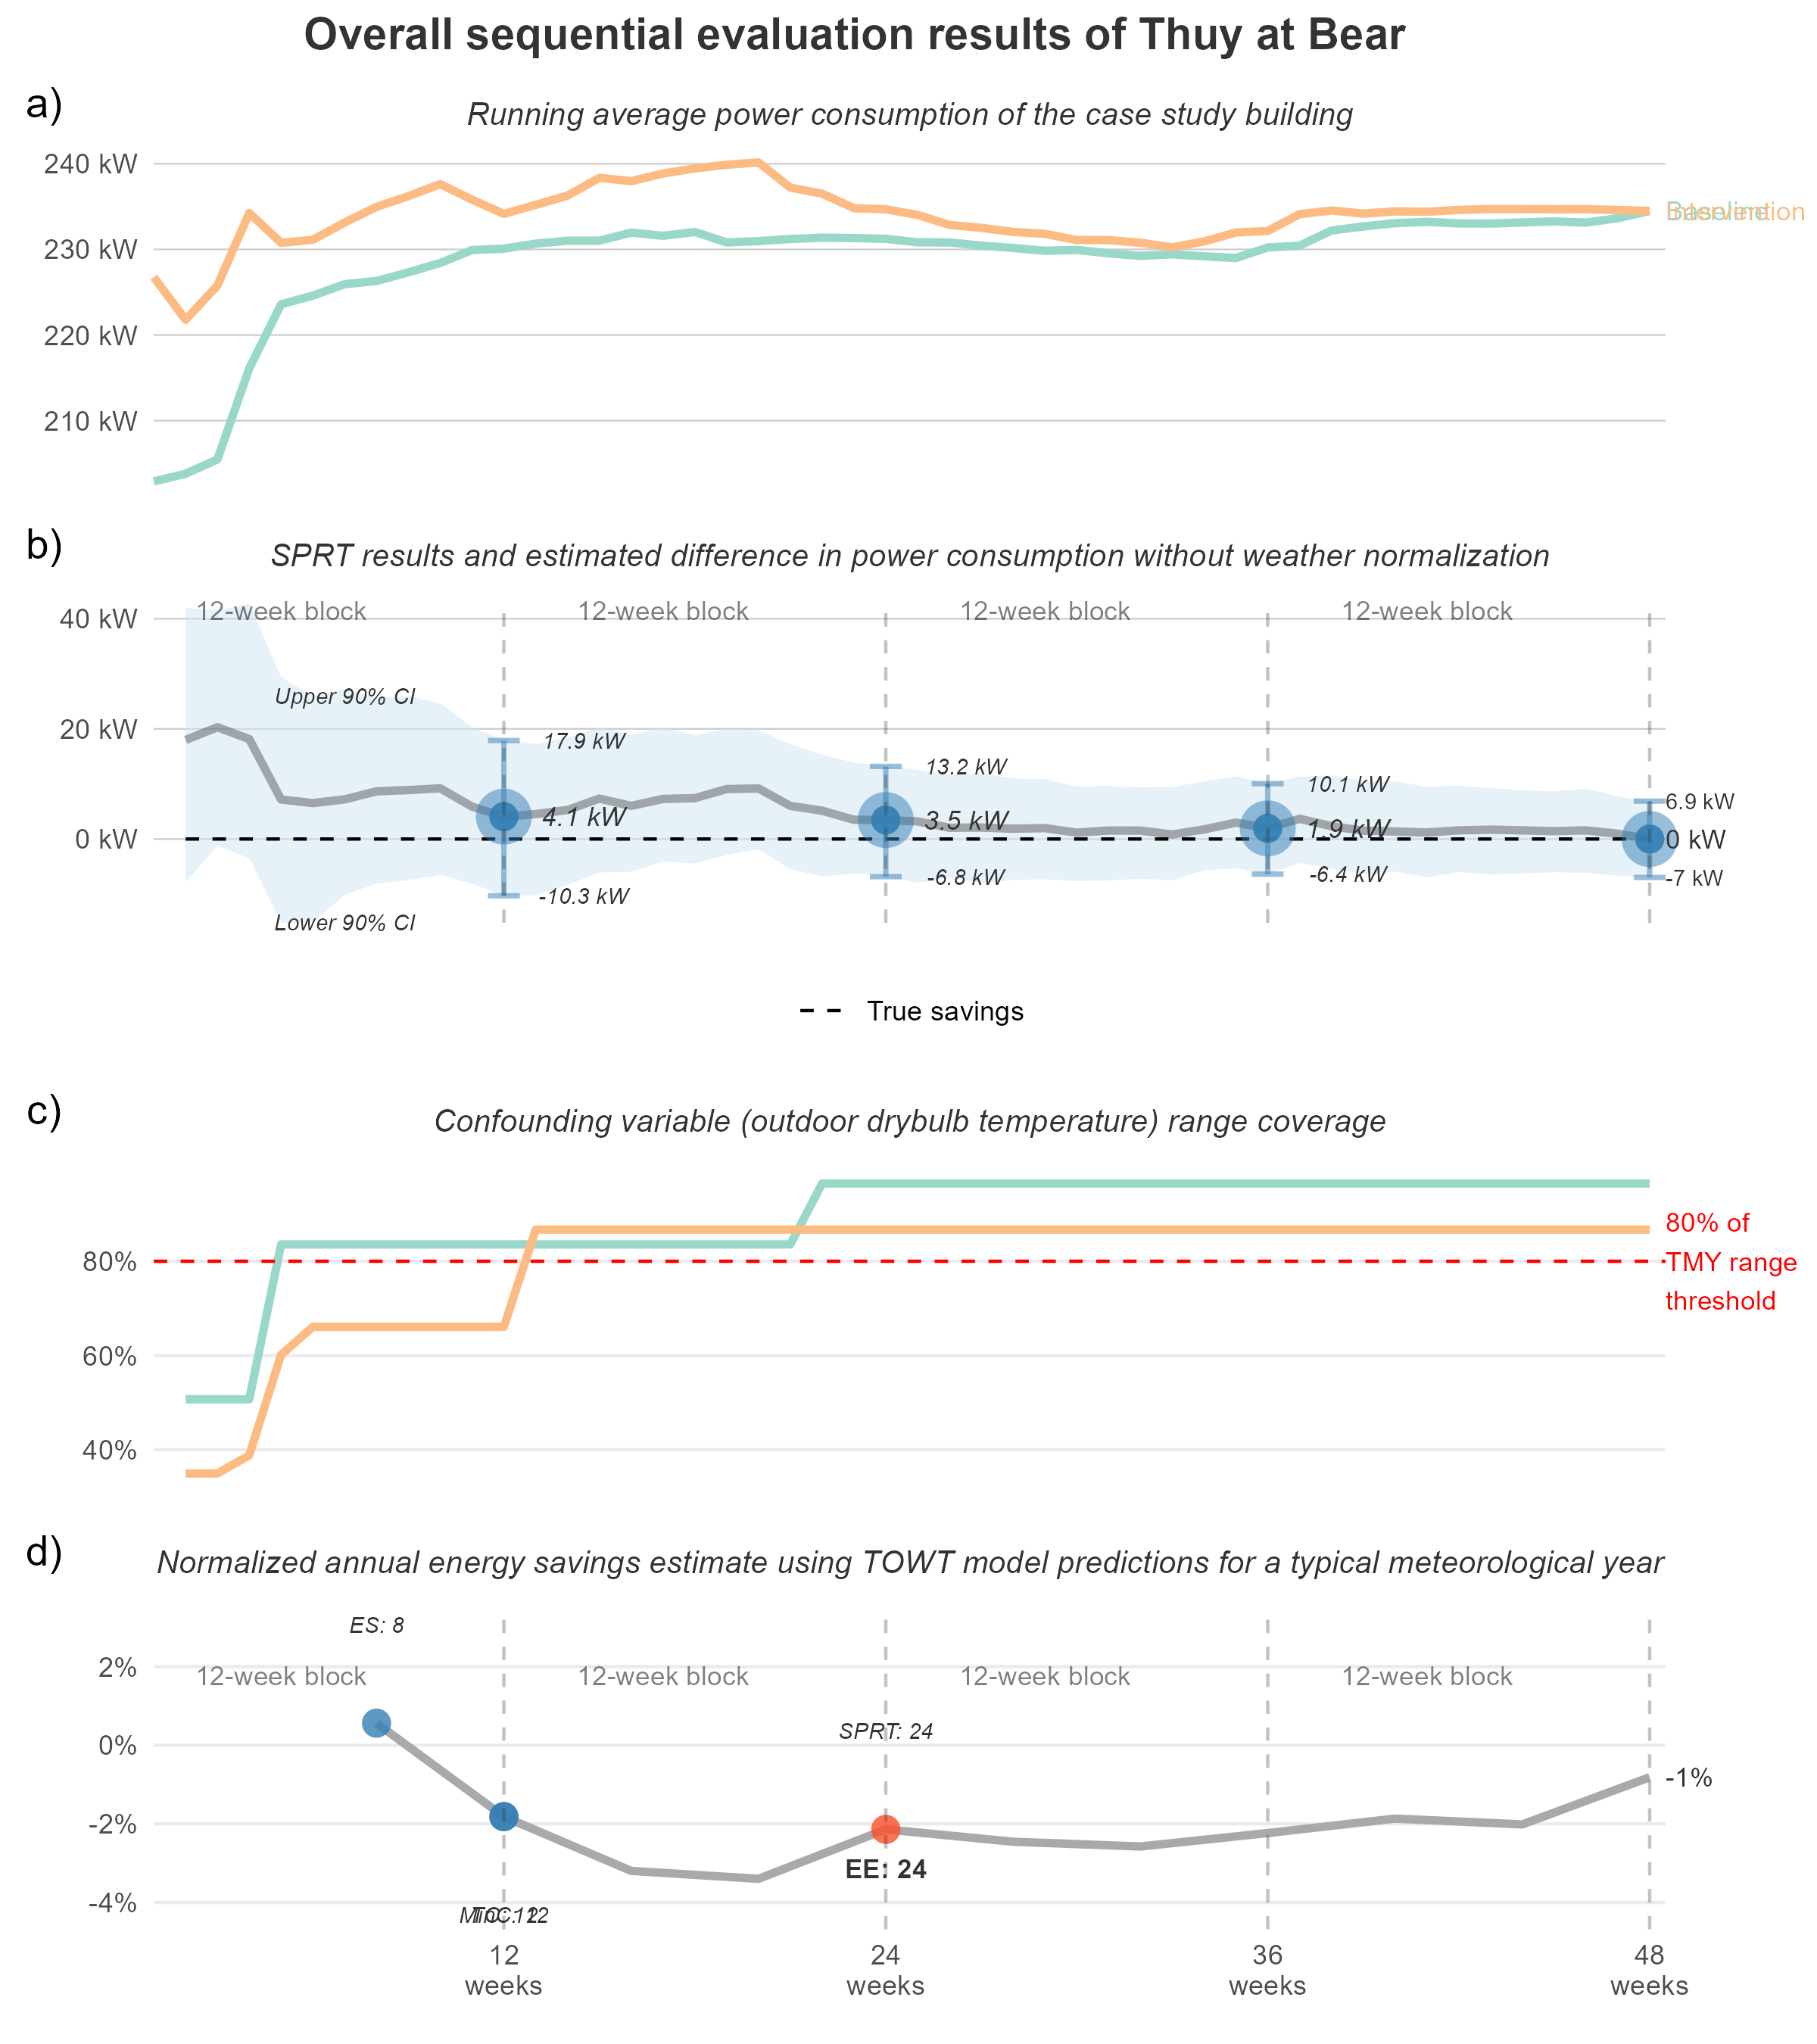 Overall sequential evaluation results of Thuy at Bear
a)
Running average power consumption of the case study building
240 kW
230 kW
220 kW
210 kW
Baseline
Intervention
b)
SPRT results and estimated difference in power consumption without weather normalization
12-week block 12-week block 12-week block 12-week block
40 kW
20 kW
0 kW
Upper 90% CI
Lower 90% CI
17.9 kW
4.1 kW
-10.3 kW
13.2 kW
3.5 kW
-6.8 kW
10.1 kW
1.9 kW
-6.4 kW
6.9 kW
0 kW
-7 kW
True savings
c)
Confounding variable (outdoor drybulb temperature) range coverage
80%
60%
40%
80% of
TMY range
threshold
d)
Normalized annual energy savings estimate using TOWT model predictions for a typical meteorological year
ES: 8
12-week block 12-week block 12-week block 12-week block
2%
0%
-2%
-4%
SPRT: 24
EE: 24
-1%
12
weeks
24
weeks
36
weeks
48
weeks